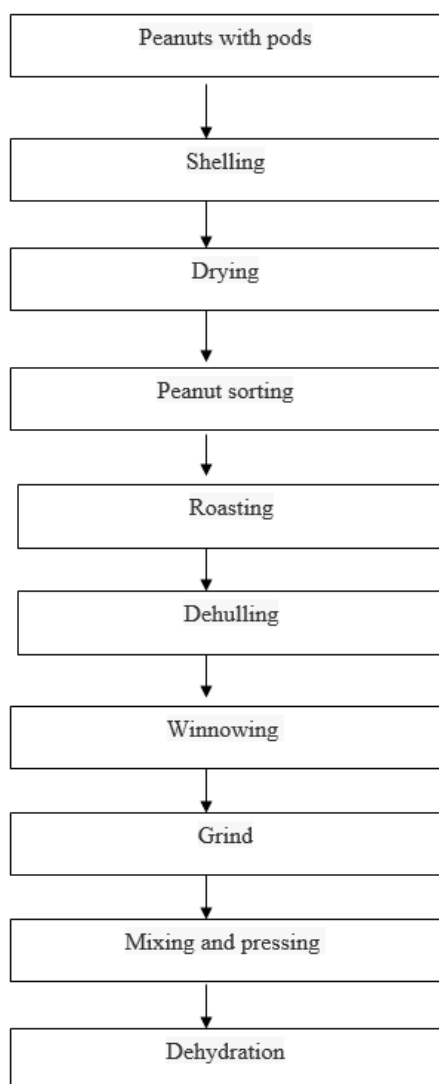 Peanuts with pods
Shelling
Drying
Peanut sorting
Roasting
Dehulling
Winnowing
Grind
Mixing and pressing
Dehydration